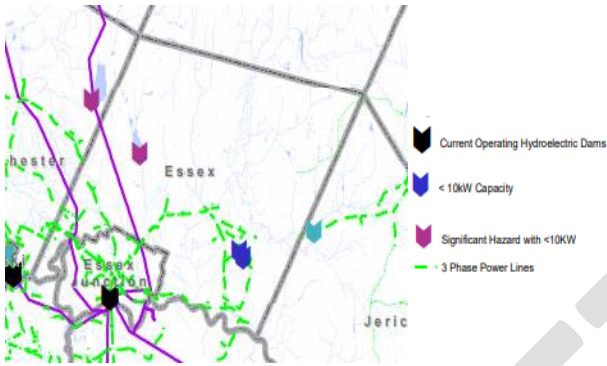 Current Operating Hydroelectric Dams
hester
Essex
< 10kW Capacity
Significant Hazard with <10KW
Essex
Junction
3 Phase Power Lines
Jeric